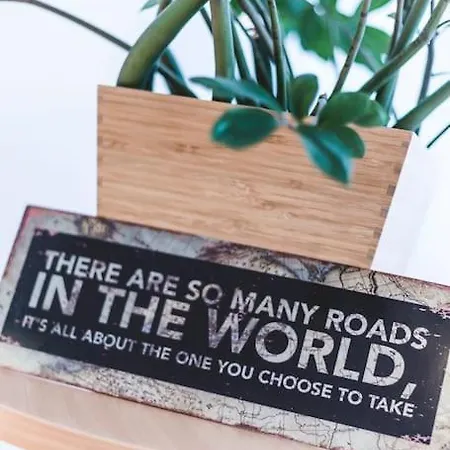 THERE ARE SO MANY ROADS
IN THE WORLD,
IT'S ALL ABOUT THE ONE YOU CHOOSE TO TAKE